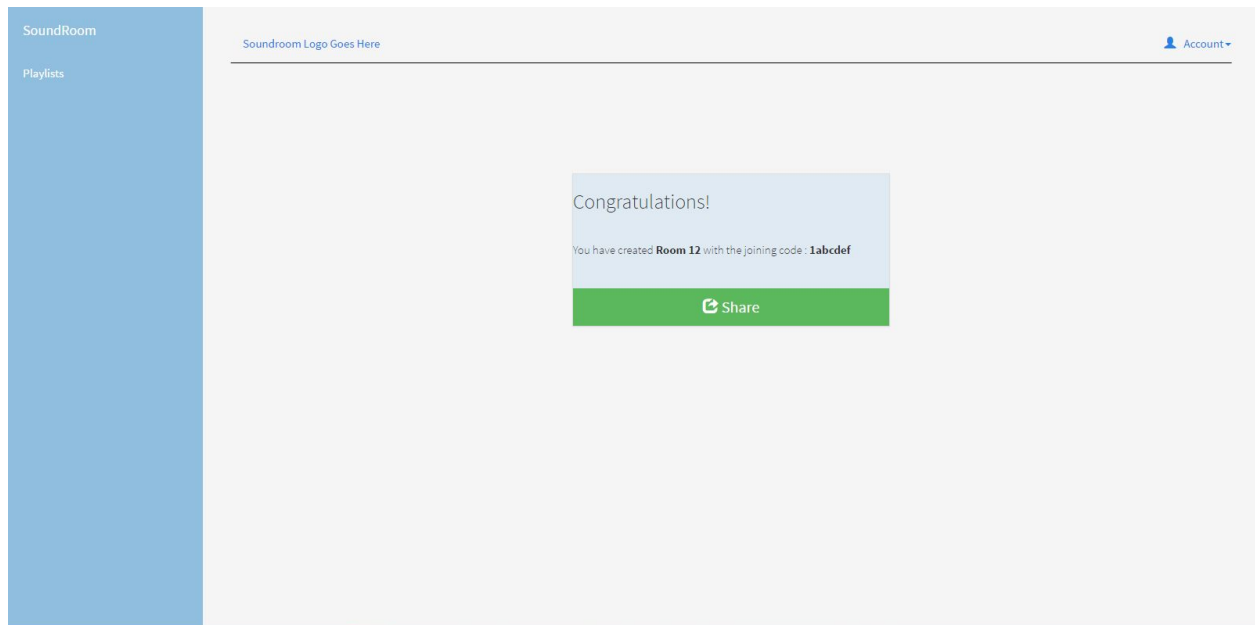 SoundRoom
Playlists
Soundroom Logo Goes Here
Account
Congratulations!
You have created Room 12 with the joining code : 1abcdef
Share